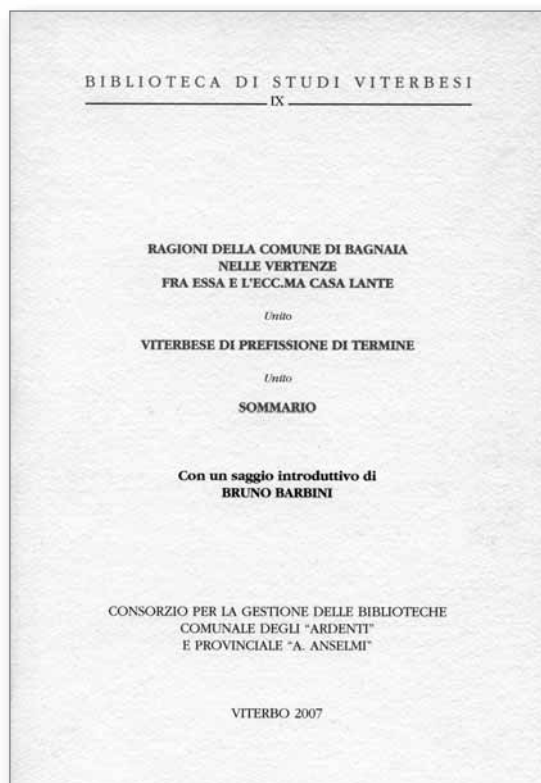 BIBLIOTECA DI STUDI VITERBESI
IX
RAGIONI DELLA COMUNE DI BAGNAIA
NELLE VERTENZE
FRA ESSA E L'ECC.MA CASA LANTE
Unito
VITERBESE DI PREFISSIONE DI TERMINE
Unito
SOMMARIO
Con un saggio introduttivo di
BRUNO BARBINI
CONSORZIO PER LA GESTIONE DELLE BIBLIOTECHE
COMUNALE DEGLI "ARDENTI"
E PROVINCIALE "A. ANSELMI"
VITERBO 2007